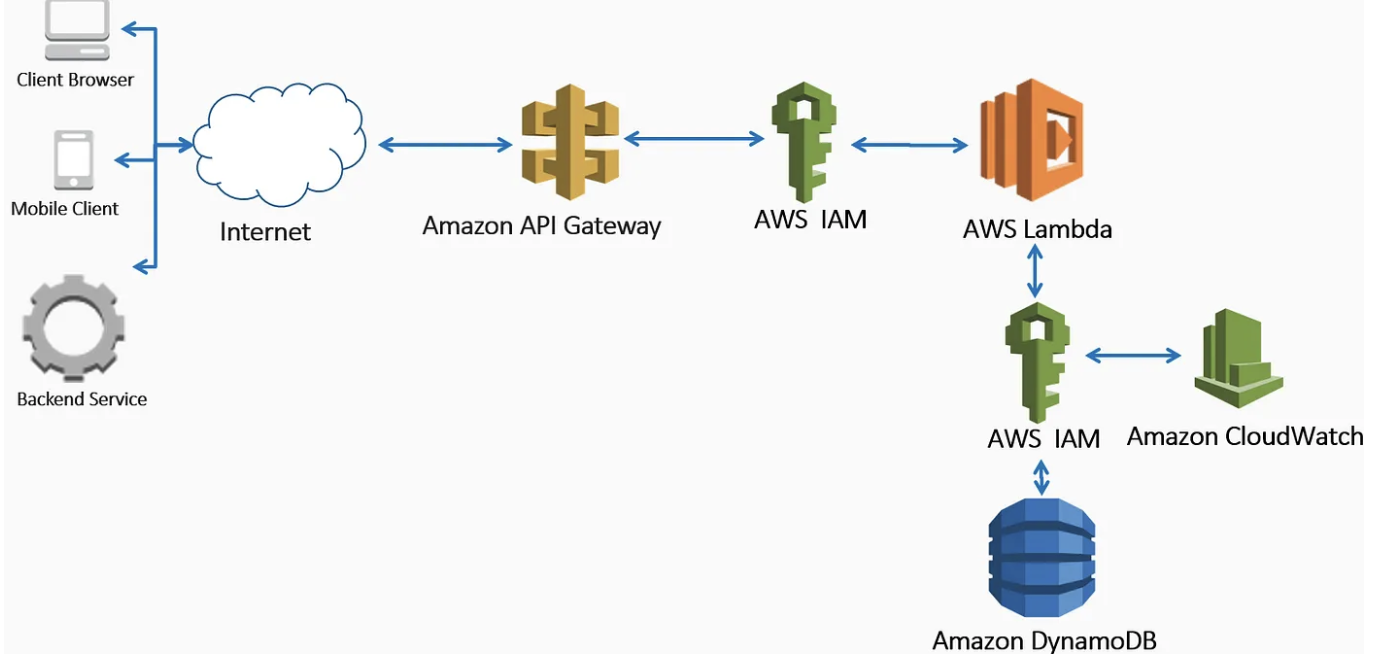 Client Browser
Mobile Client
Backend Service
Internet
Amazon API Gateway
AWS IAM
AWS Lambda
AWS IAM
Amazon CloudWatch
Amazon DynamoDB